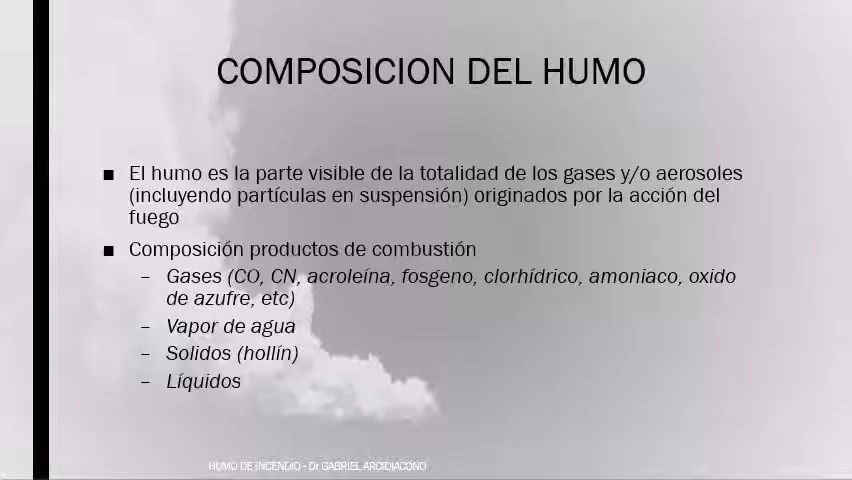 COMPOSICION DEL HUMO
■ El humo es la parte visible de la totalidad de los gases y/o aerosoles
(incluyendo partículas en suspensión) originados por la acción del
fuego
■ Composición productos de combustión
– Gases (CO, CN, acroleína, fosgeno, clorhídrico, amoniaco, oxido
de azufre, etc)
– Vapor de agua
– Solidos (hollín)
– Líquidos
HUMO DE INCENDIO - Dr GABRIEL ARCIDIACONO